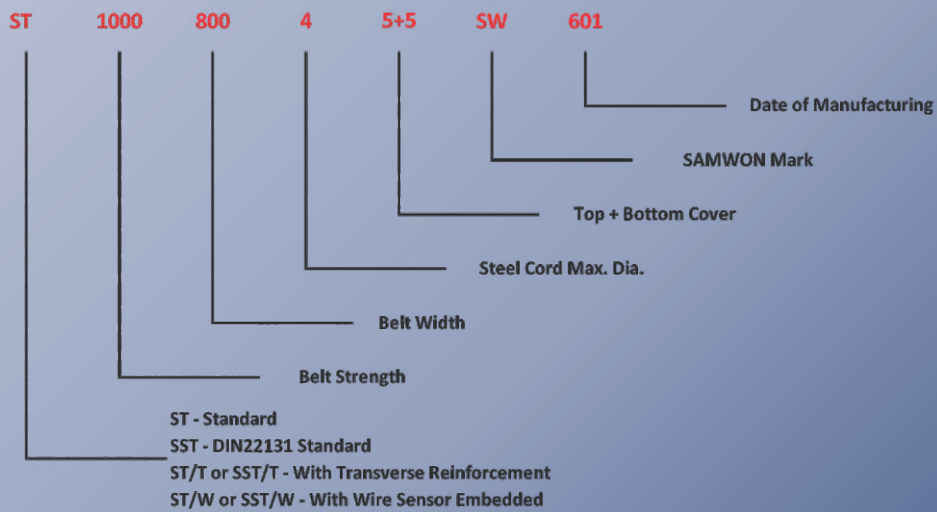 ST 1000 800 4 5+5 SW 601
Date of Manufacturing
SAMWON Mark
Top + Bottom Cover
Steel Cord Max. Dia.
Belt Width
Belt Strength
ST - Standard
SST - DIN22131 Standard
ST/T or SST/T - With Transverse Reinforcement
ST/W or SST/W - With Wire Sensor Embedded